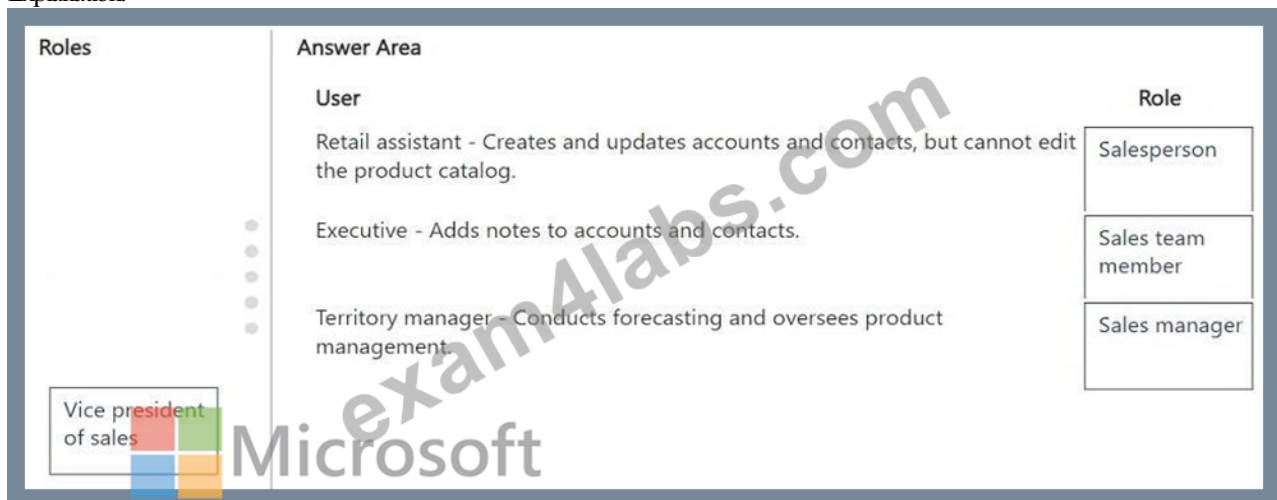 Roles
Answer Area
User
Role
Retail assistant - Creates and updates accounts and contacts, but cannot edit
the product catalog.
Salesperson
Executive - Adds notes to accounts and contacts.
Sales team
member
Territory manager - Conducts forecasting and oversees product
management.
Sales manager
Vice president
of sales
Microsoft
exam4labs.com